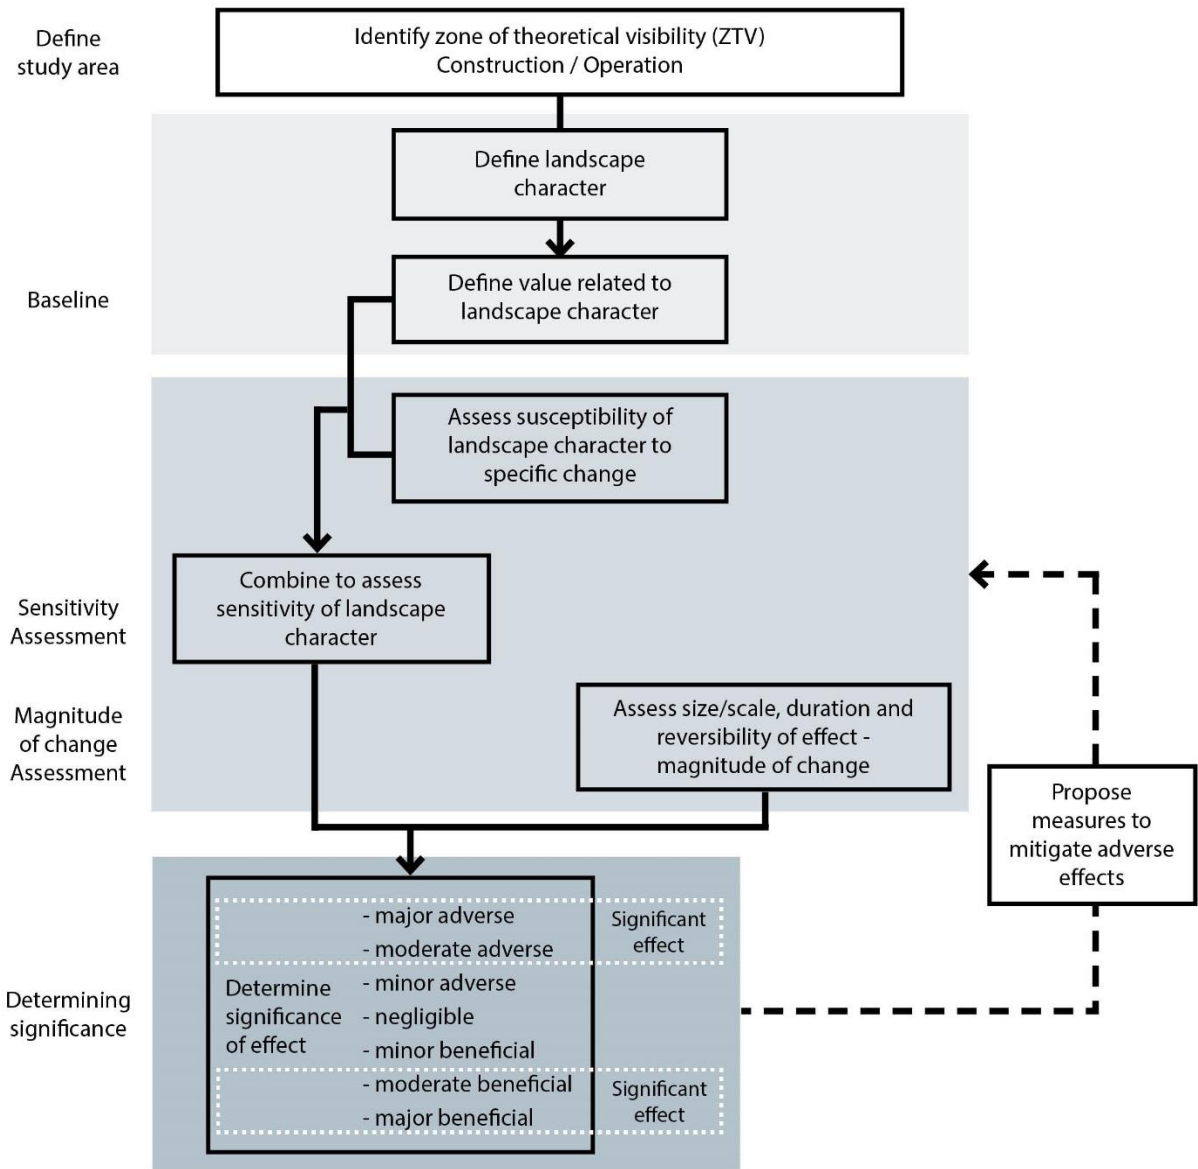 Define
study area
Identify zone of theoretical visibility (ZTV)
Construction / Operation
Define landscape
character
Baseline
Define value related to
landscape character
Assess susceptibility of
landscape character to
specific change
Sensitivity
Assessment
Combine to assess
sensitivity of landscape
character
Magnitude
of change
Assessment
Assess size/scale, duration and
reversibility of effect -
magnitude of change
Propose
measures to
mitigate adverse
effects
Determining
significance
Determine
significance
of effect
- major adverse
- moderate adverse
- minor adverse
- negligible
- minor beneficial
- moderate beneficial
- major beneficial
Significant
effect
Significant
effect